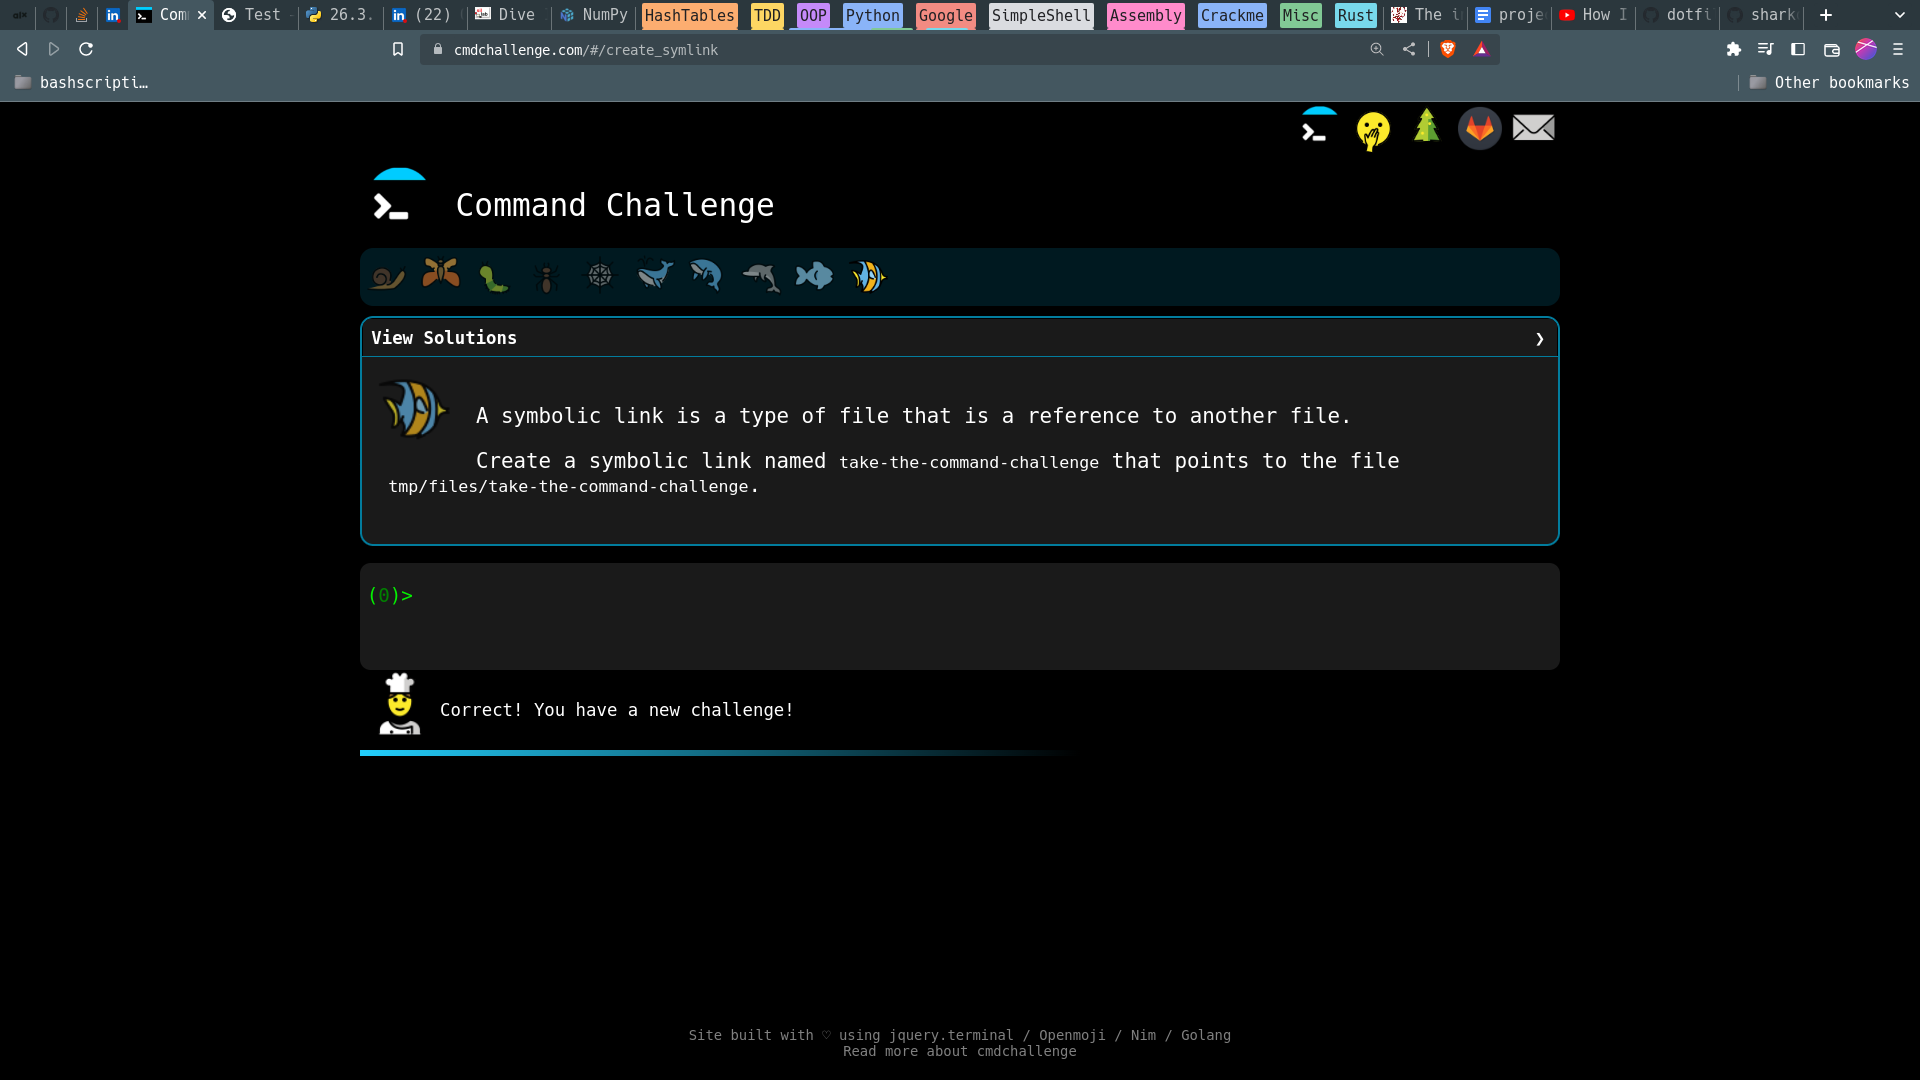 Com
Test
26.3.
(22)
Dive
NumPy
HashTables
TDD
OOP
Python
Google
SimpleShell
Assembly
Crackme
Misc
Rust
The i
proje
How I
dotfi
shark
cmdchallenge.com/#/create_symlink
bashscripti…
Other bookmarks
Command Challenge
View Solutions
A symbolic link is a type of file that is a reference to another file.
Create a symbolic link named take-the-command-challenge that points to the file
tmp/files/take-the-command-challenge.
(0)>
Correct! You have a new challenge!
Site built with ♡ using jquery.terminal / Openmoji / Nim / Golang
Read more about cmdchallenge